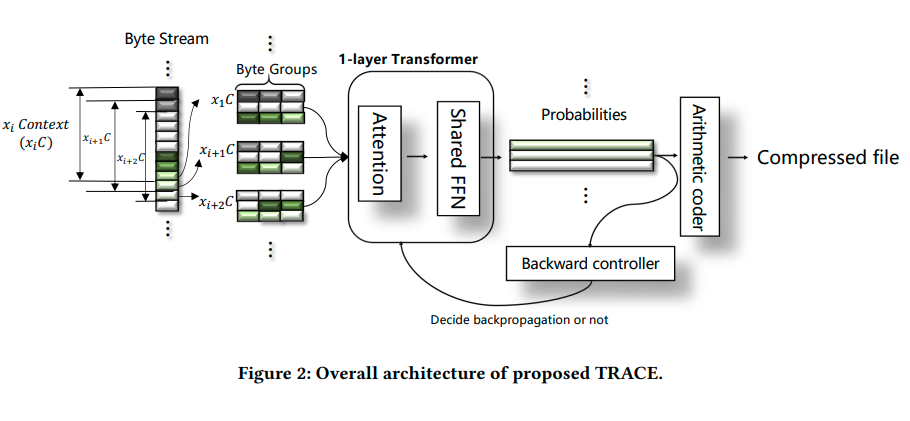 Byte Stream
Byte Groups
1-layer Transformer
x_i Context
(x_iC)
x_{i+1}C
x_{i+2}C
x_1C
x_{i+1}C
x_{i+2}C
Attention
Shared FFN
Probabilities
Arithmetic coder
Compressed file
Backward controller
Decide backpropagation or not
Figure 2: Overall architecture of proposed TRACE.